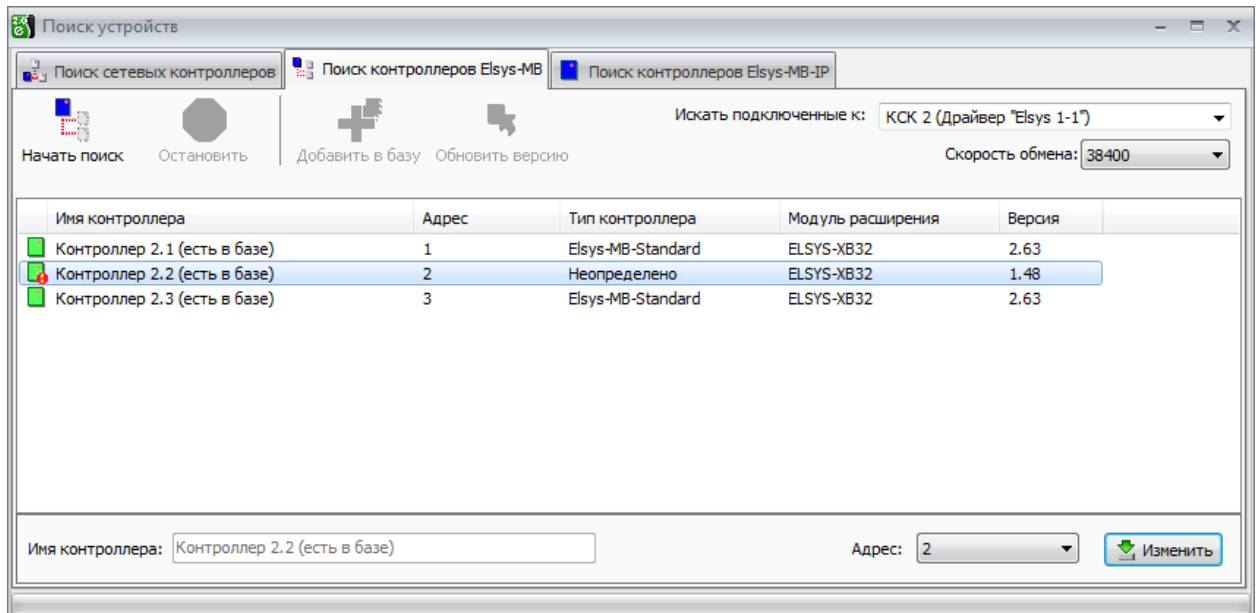 Поиск устройств
Поиск сетевых контроллеров Поиск контроллеров Elsys-MB Поиск контроллеров Elsys-MB-IP
Начать поиск Остановить Добавить в базу Обновить версию
Искать подключенные к: КСК 2 (Драйвер "Elsys 1-1")
Скорость обмена: 38400
Имя контроллера Адрес Тип контроллера Модуль расширения Версия
Контроллер 2.1 (есть в базе) 1 Elsys-MB-Standard ELSYS-XB32 2.63
Контроллер 2.2 (есть в базе) 2 Неопределено ELSYS-XB32 1.48
Контроллер 2.3 (есть в базе) 3 Elsys-MB-Standard ELSYS-XB32 2.63
Имя контроллера: Контроллер 2.2 (есть в базе) Адрес: 2 Изменить